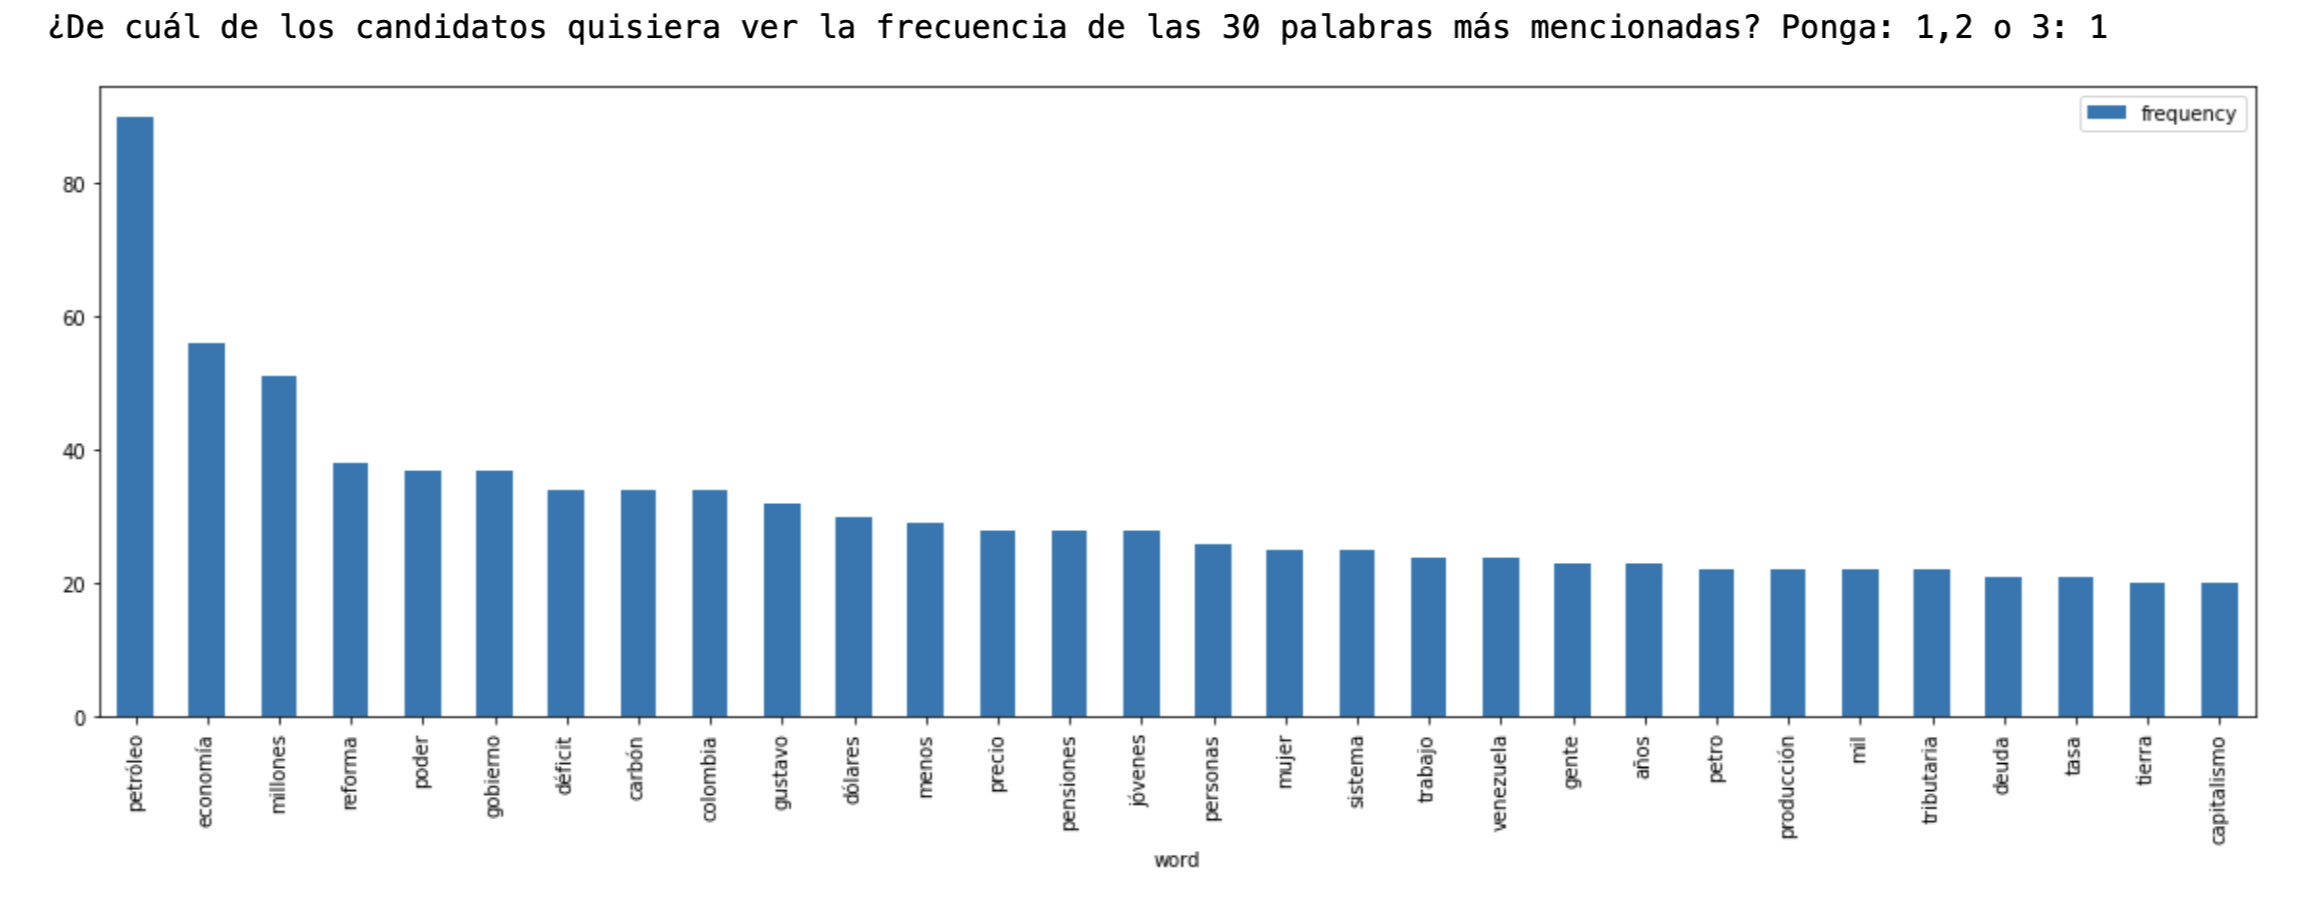 ¿De cuál de los candidatos quisiera ver la frecuencia de las 30 palabras más mencionadas? Ponga: 1,2 o 3: 1
frequency
80
60
40
20
0
petróleo
economía
millones
reforma
poder
gobierno
déficit
carbón
colombia
gustavo
dólares
menos
precio
pensiones
jóvenes
personas
mujer
sistema
trabajo
venezuela
gente
años
petro
producción
mil
tributaria
deuda
tasa
tierra
capitalismo
word